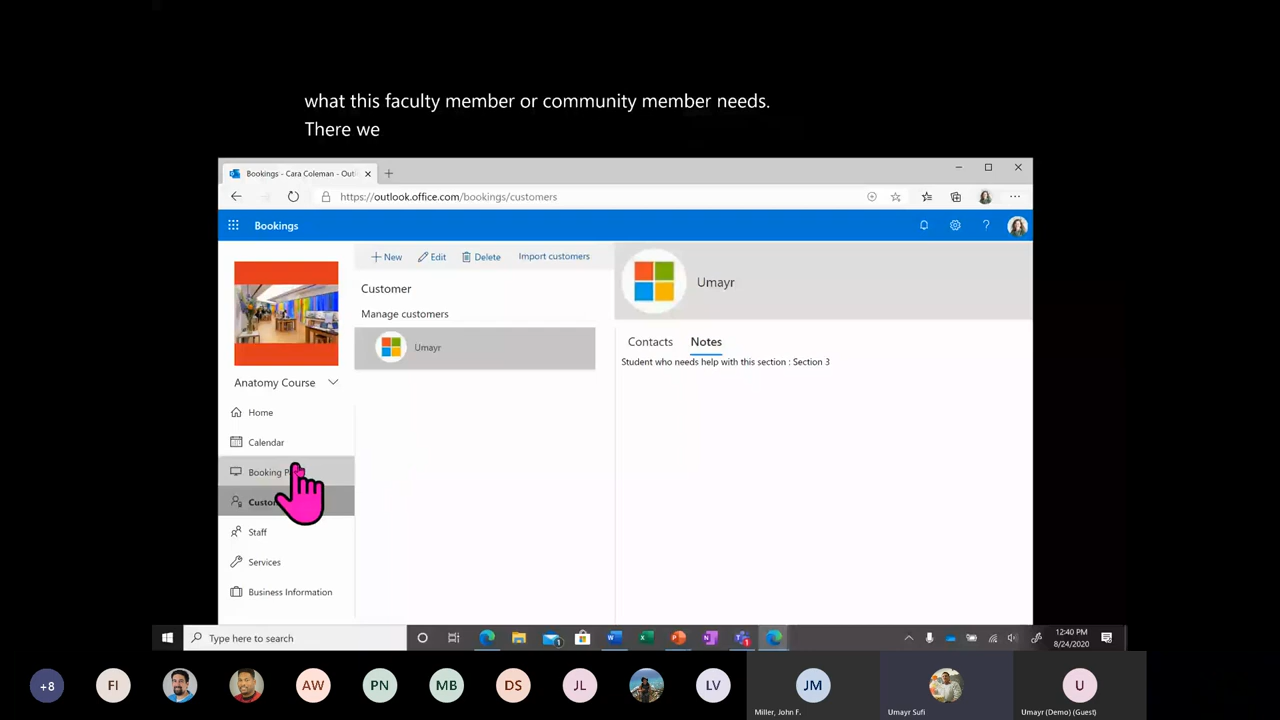 what this faculty member or community member needs.
There we
Bookings - Cara Coleman - Outl
https://outlook.office.com/bookings/customers
Bookings
New Edit Delete Import customers
Umayr
Customer
Manage customers
Umayr
Contacts Notes
Student who needs help with this section : Section 3
Anatomy Course
Home
Calendar
Booking
Staff
Services
Business Information
Type here to search
12:40 PM
8/24/2020
+8 FI AW PN MB DS JL LV JM U
Miller, John F. Umayr Sufi Umayr (Demo) (Guest)